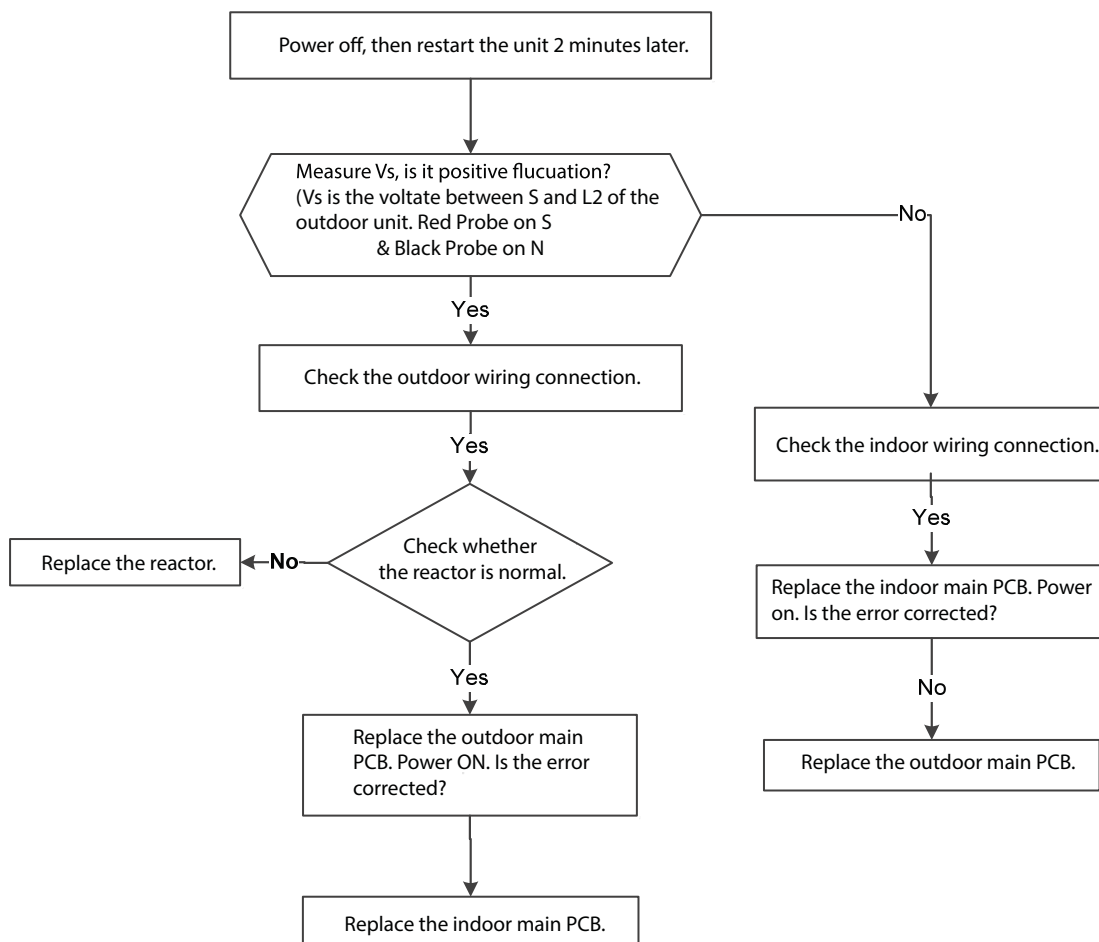 Power off, then restart the unit 2 minutes later.
Measure Vs, is it positive flucuation?
(Vs is the voltate between S and L2 of the
outdoor unit. Red Probe on S
& Black Probe on N
No
Yes
Check the outdoor wiring connection.
Yes
Check the indoor wiring connection.
Yes
Check whether
the reactor is normal.
No
Replace the reactor.
Replace the indoor main PCB. Power
on. Is the error corrected?
Yes
No
Replace the outdoor main
PCB. Power ON. Is the error
corrected?
Replace the outdoor main PCB.
Replace the indoor main PCB.